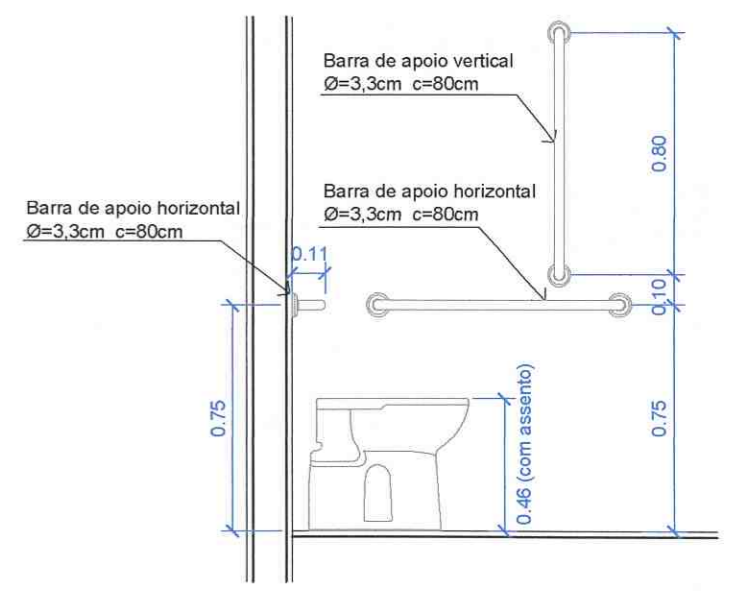 Barra de apoio vertical
Ø=3,3cm c=80cm
0.80
Barra de apoio horizontal
Ø=3,3cm c=80cm
Barra de apoio horizontal
Ø=3,3cm c=80cm
0.11
0.10
0.75
0.46 (com assento)
0.75